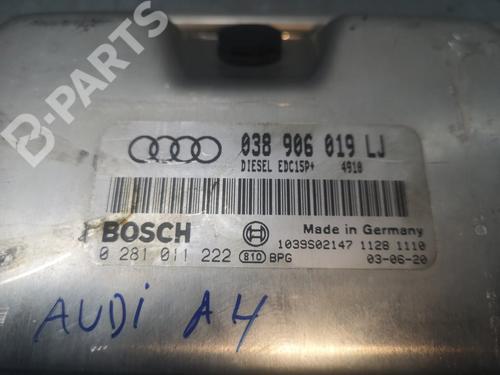 B-PARTS
038 906 019 LJ
DIESEL EDC15P+ 4918
BOSCH
Made in Germany
1039S02147 1128 1110
0 281 011 222 810 BPG 03-06-20
AUDI A4